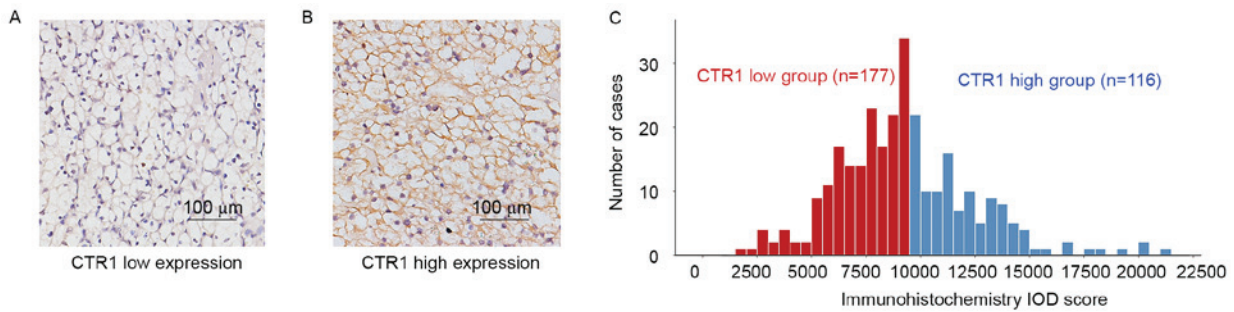 A
100 μm
CTR1 low expression
B
100 μm
CTR1 high expression
C
CTR1 low group (n=177)
CTR1 high group (n=116)
Number of cases
30
20
10
0
0 2500 5000 7500 10000 12500 15000 17500 20000 22500
Immunohistochemistry IOD score